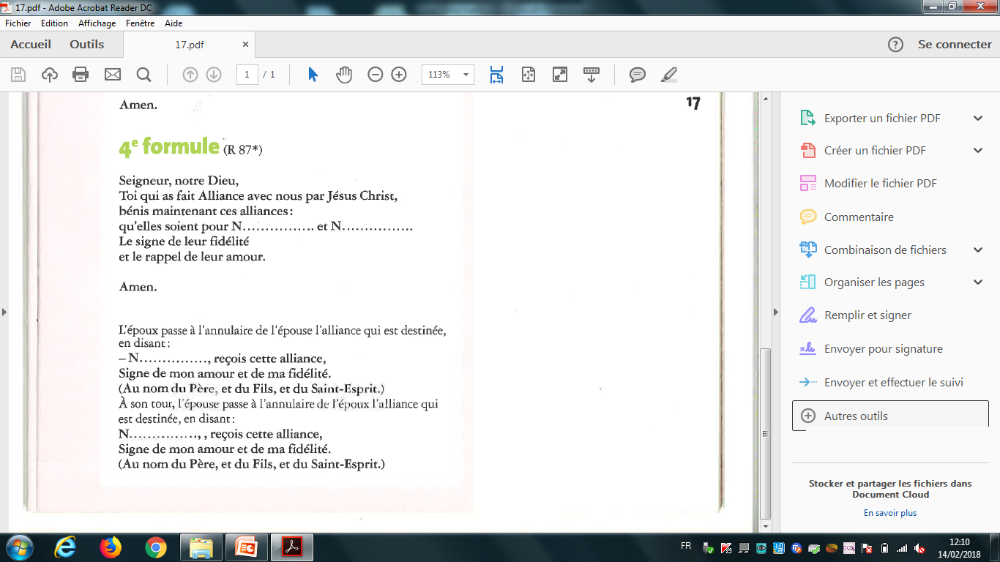 17.pdf - Adobe Acrobat Reader DC
Fichier Edition Affichage Fenêtre Aide
Accueil Outils 17.pdf × ? Se connecter
1 / 1 113%
Amen.
17
4e formule (R 87*)
Seigneur, notre Dieu,
Toi qui as fait Alliance avec nous par Jésus Christ,
bénis maintenant ces alliances :
qu'elles soient pour N................ et N................
Le signe de leur fidélité
et le rappel de leur amour.
Amen.
L'époux passe à l'annulaire de l'épouse l'alliance qui est destinée,
en disant :
– N..............., reçois cette alliance,
Signe de mon amour et de ma fidélité.
(Au nom du Père, et du Fils, et du Saint-Esprit.)
À son tour, l'épouse passe à l'annulaire de l'époux l'alliance qui
est destinée, en disant :
N..............., , reçois cette alliance,
Signe de mon amour et de ma fidélité.
(Au nom du Père, et du Fils, et du Saint-Esprit.)
Exporter un fichier PDF
Créer un fichier PDF
Modifier le fichier PDF
Commentaire
Combinaison de fichiers
Organiser les pages
Remplir et signer
Envoyer pour signature
Envoyer et effectuer le suivi
Autres outils
Stocker et partager les fichiers dans
Document Cloud
En savoir plus
FR
12:10
14/02/2018